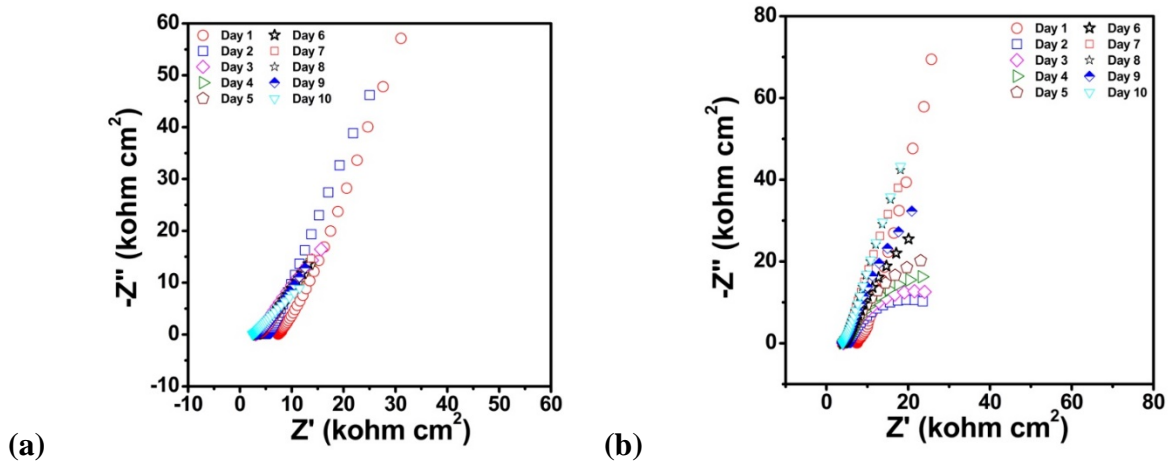 60
50
40
30
20
10
0
-10
-Z" (kohm cm²)
Day 1 Day 6
Day 2 Day 7
Day 3 Day 8
Day 4 Day 9
Day 5 Day 10
-10 0 10 20 30 40 50 60
Z' (kohm cm²)
(a)
80
60
40
20
0
-Z" (kohm cm²)
Day 1 Day 6
Day 2 Day 7
Day 3 Day 8
Day 4 Day 9
Day 5 Day 10
0 20 40 60 80
Z' (kohm cm²)
(b)